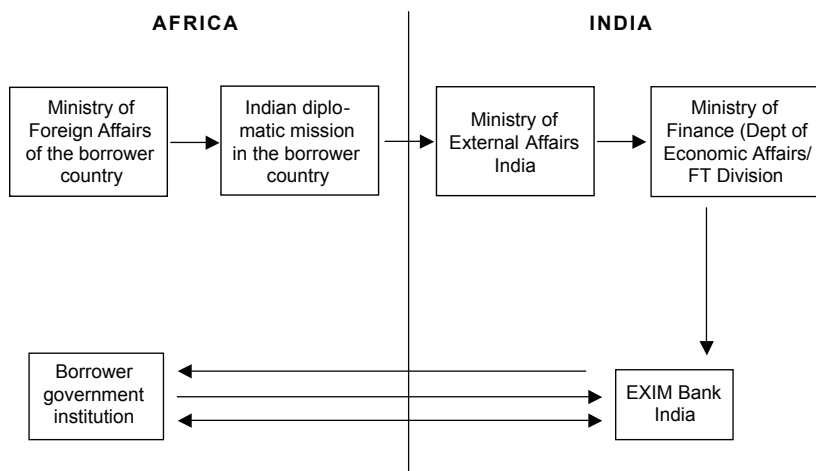 AFRICA
INDIA
Ministry of
Foreign Affairs
of the borrower
country
Indian diplo-
matic mission
in the borrower
country
Ministry of
External Affairs
India
Ministry of
Finance (Dept of
Economic Affairs/
FT Division
Borrower
government
institution
EXIM Bank
India